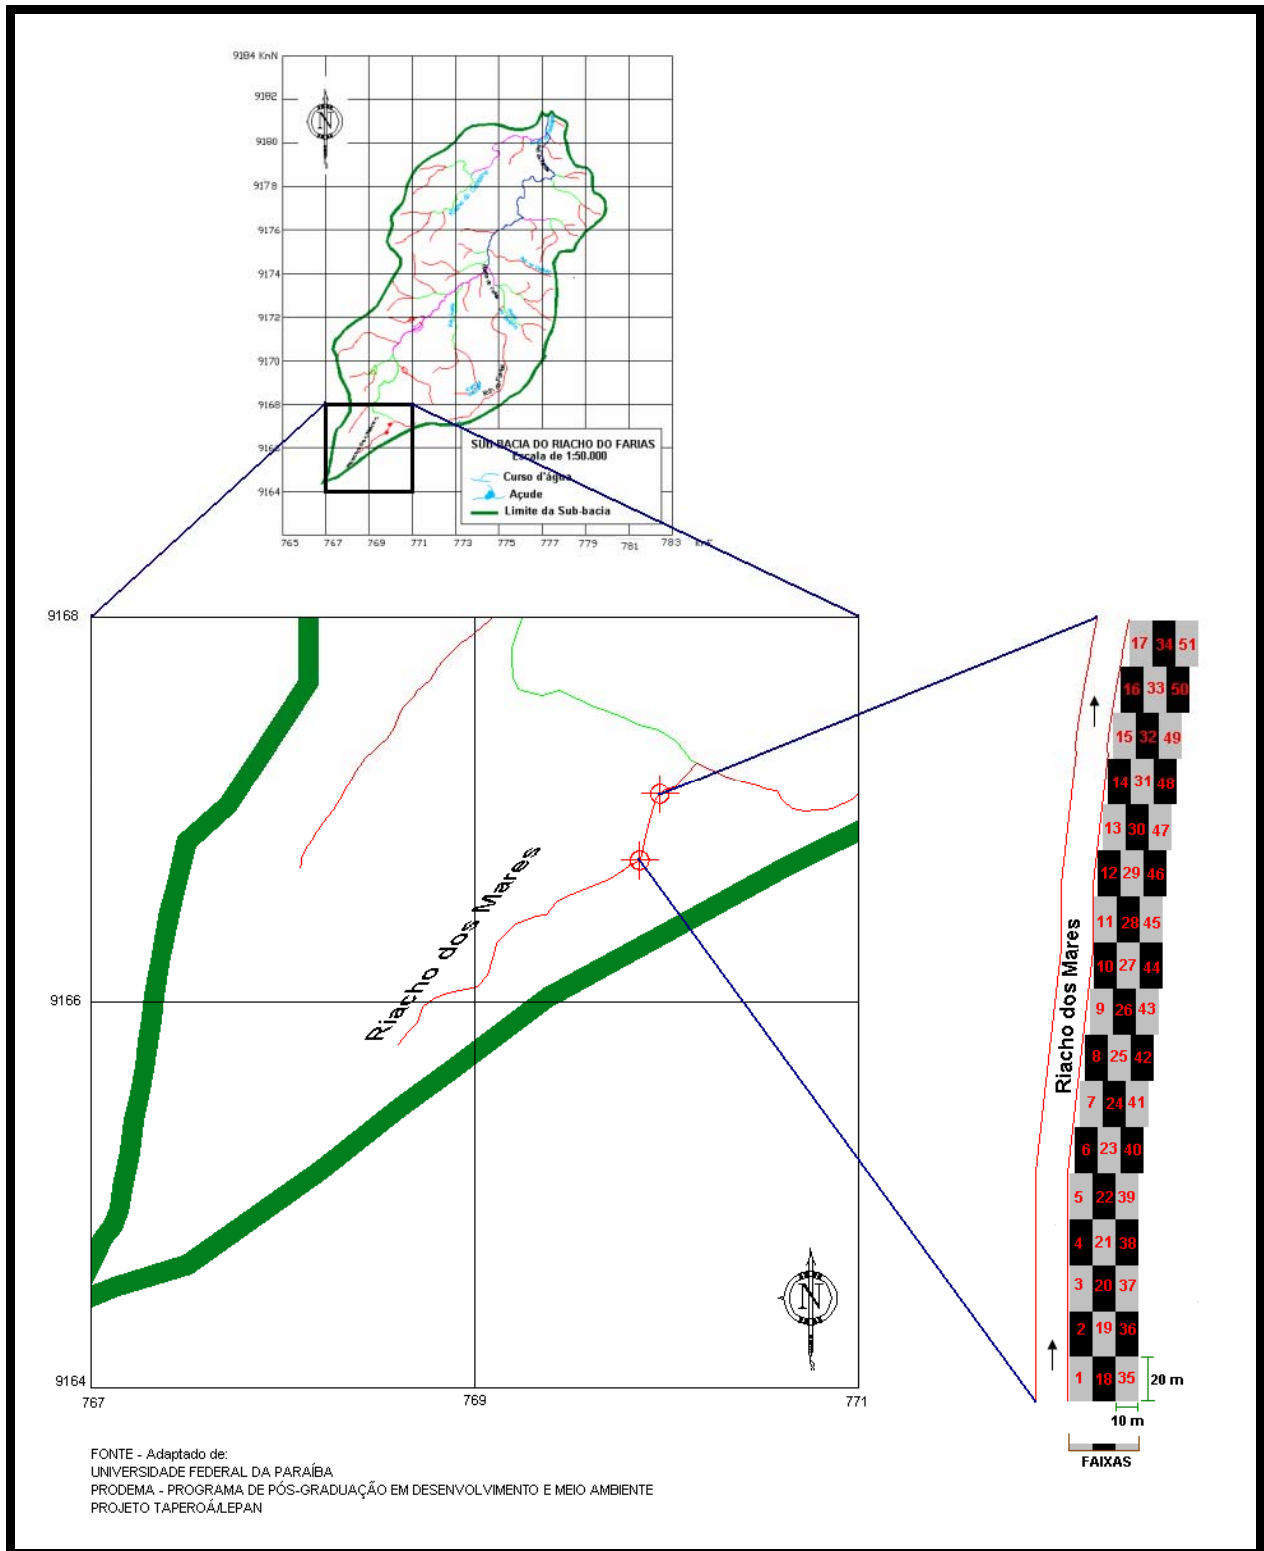 9184 KmN
9182
N
9180
9178
9176
9174
9172
9170
9168
9166
9164
SUB-BACIA DO RIACHO DO FARIAS
Escala de 1:50.000
Curso d'água
Açude
Limite da Sub-bacia
765 767 769 771 773 775 777 779 781 783
9168
17 34 51
16 33 50
15 32 49
14 31 48
13 30 47
12 29 46
11 28 45
10 27 44
9 26 43
8 25 42
7 24 41
6 23 40
5 22 39
4 21 38
3 20 37
2 19 36
1 18 35
Riacho dos Mares
Riacho dos Mares
9166
N
9164
767 769 771
20 m
10 m
FAIXAS
FONTE - Adaptado de:
UNIVERSIDADE FEDERAL DA PARAÍBA
PRODEMA - PROGRAMA DE PÓS-GRADUAÇÃO EM DESENVOLVIMENTO E MEIO AMBIENTE
PROJETO TAPEROÁ/LEPAN